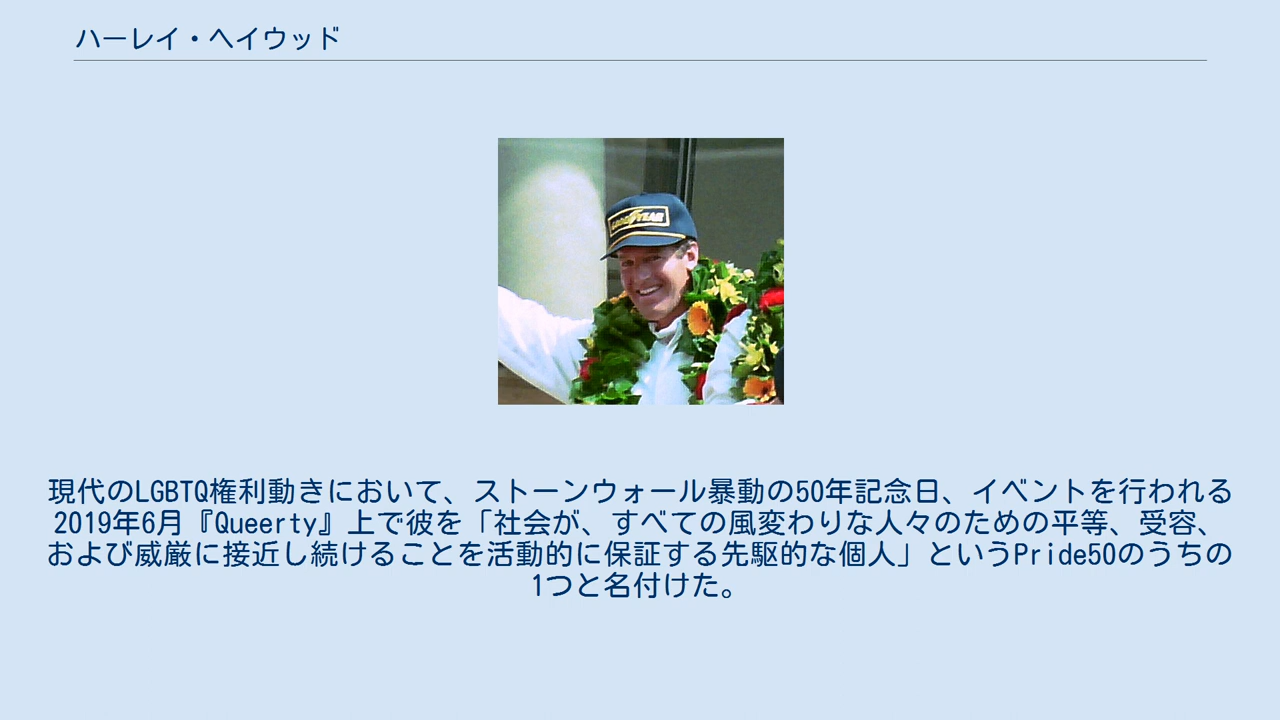 ハーレイ・ヘイウッド
GOODYEAR
現代のLGBTQ権利動きにおいて、ストーンウォール暴動の50年記念日、イベントを行われる
2019年6月『Queerty』上で彼を「社会が、すべての風変わりな人々のための平等、受容、
および威厳に接近し続けることを活動的に保証する先駆的な個人」というPride50のうちの
1つと名付けた。